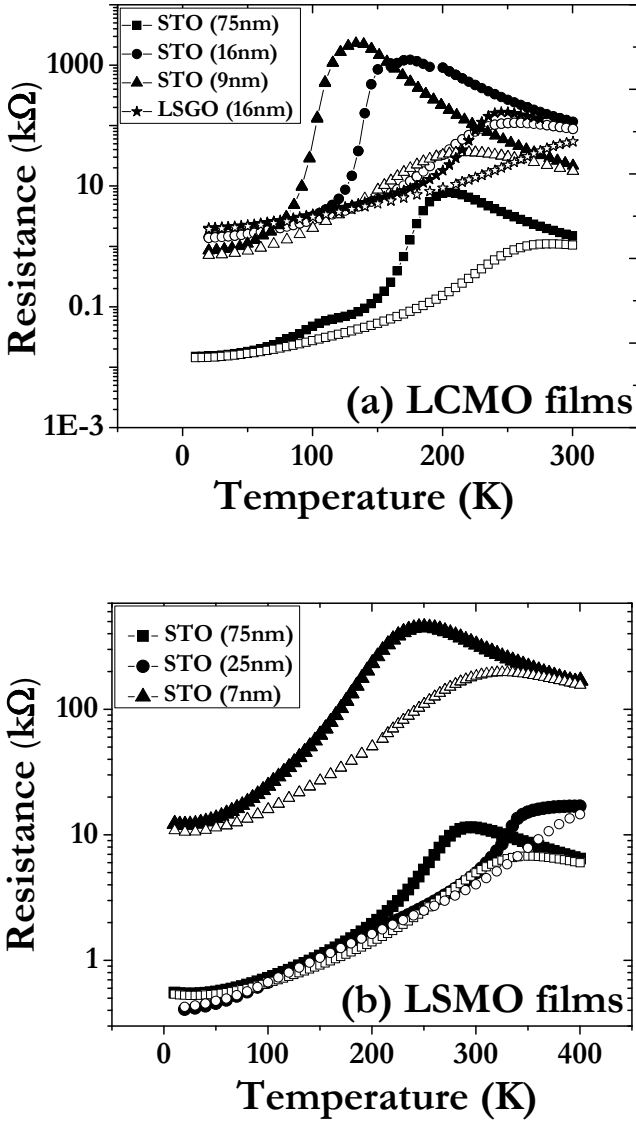 STO (75nm)
STO (16nm)
STO (9nm)
LSGO (16nm)
1000
10
0.1
1E-3
Resistance (kΩ)
(a) LCMO films
0 100 200 300
Temperature (K)
STO (75nm)
STO (25nm)
STO (7nm)
100
10
1
Resistance (kΩ)
(b) LSMO films
0 100 200 300 400
Temperature (K)